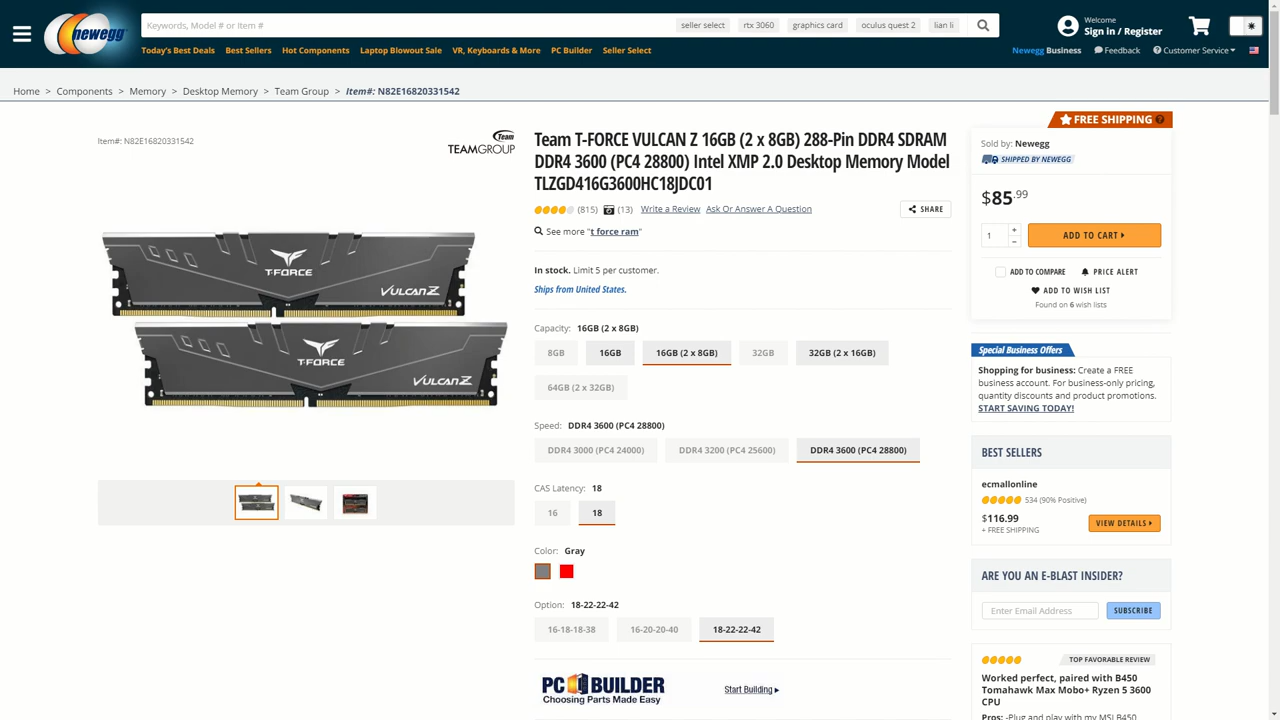 newegg
Keywords, Model # or Item #
seller select
rtx 3060
graphics card
oculus quest 2
lian li
Welcome
Sign in / Register
Today's Best Deals
Best Sellers
Hot Components
Laptop Blowout Sale
VR, Keyboards & More
PC Builder
Seller Select
Newegg Business
Feedback
Customer Service
Home > Components > Memory > Desktop Memory > Team Group > Item#: N82E16820331542
FREE SHIPPING ?
Item#: N82E16820331542
Team
TEAMGROUP
Team T-FORCE VULCAN Z 16GB (2 x 8GB) 288-Pin DDR4 SDRAM
DDR4 3600 (PC4 28800) Intel XMP 2.0 Desktop Memory Model
TLZGD416G3600HC18JDC01
(815) (13) Write a Review Ask Or Answer A Question
SHARE
See more "t force ram"
In stock. Limit 5 per customer.
Ships from United States.
T-FORCE
VULCAN Z
T-FORCE
VULCAN Z
Capacity: 16GB (2 x 8GB)
8GB
16GB
16GB (2 x 8GB)
32GB
32GB (2 x 16GB)
64GB (2 x 32GB)
Speed: DDR4 3600 (PC4 28800)
DDR4 3000 (PC4 24000)
DDR4 3200 (PC4 25600)
DDR4 3600 (PC4 28800)
CAS Latency: 18
16
18
Color: Gray
Option: 18-22-22-42
16-18-18-38
16-20-20-40
18-22-22-42
PC BUILDER
Choosing Parts Made Easy
Start Building
Sold by: Newegg
SHIPPED BY NEWEGG
$85.99
1
+
−
ADD TO CART
ADD TO COMPARE
PRICE ALERT
ADD TO WISH LIST
Found on 6 wish lists
Special Business Offers
Shopping for business: Create a FREE
business account. For business-only pricing,
quantity discounts and product promotions.
START SAVING TODAY!
BEST SELLERS
ecmallonline
534 (90% Positive)
$116.99
+ FREE SHIPPING
VIEW DETAILS
ARE YOU AN E-BLAST INSIDER?
Enter Email Address
SUBSCRIBE
TOP FAVORABLE REVIEW
Worked perfect, paired with B450
Tomahawk Max Mobo+ Ryzen 5 3600
CPU
Pros: -Plug and play with my MSI B450